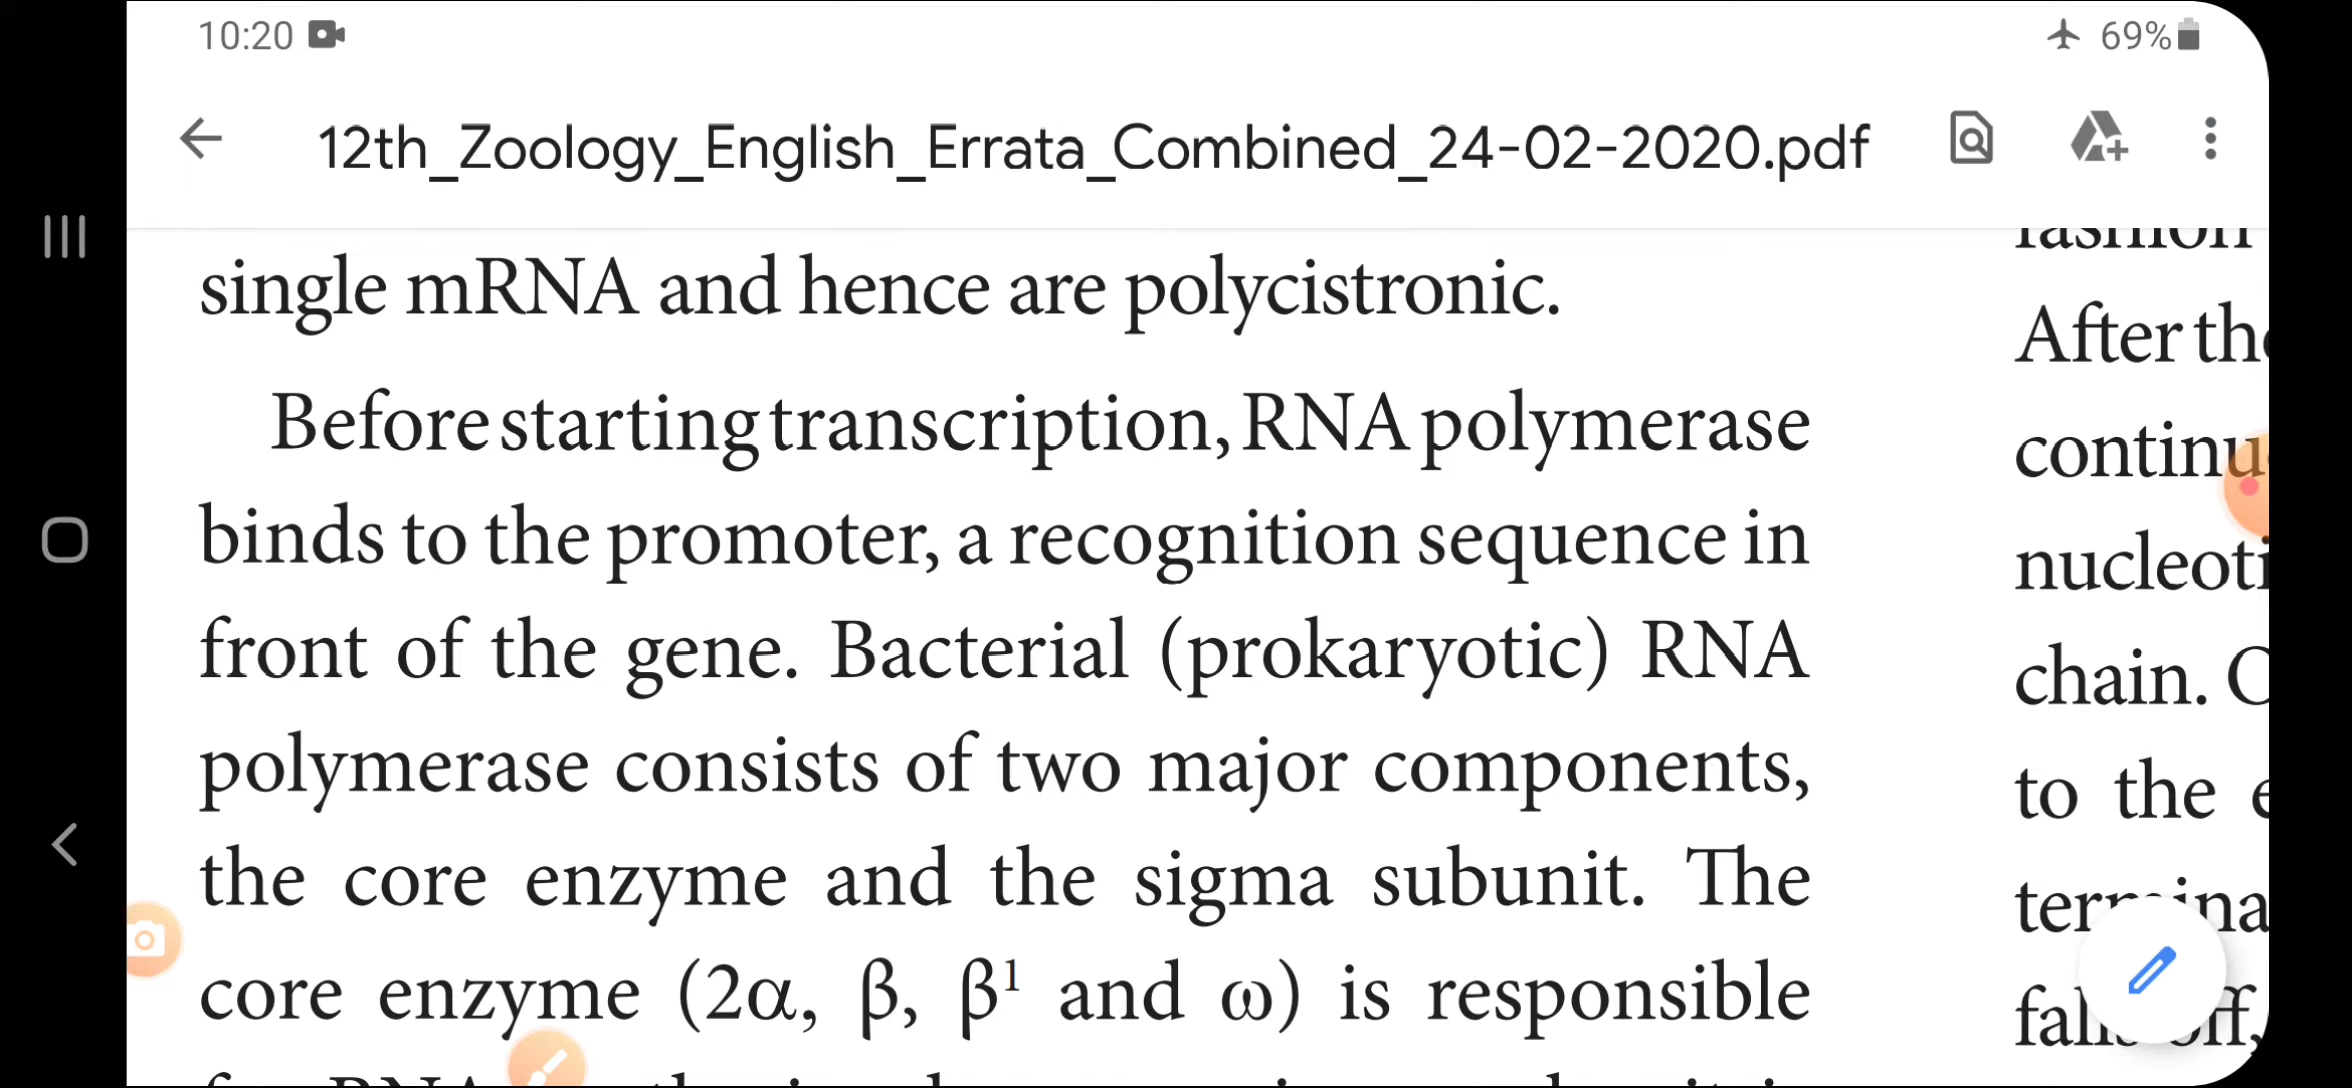 10:20
69%
12th_Zoology_English_Errata_Combined_24-02-2020.pdf
single mRNA and hence are polycistronic.
Before starting transcription, RNA polymerase
binds to the promoter, a recognition sequence in
front of the gene. Bacterial (prokaryotic) RNA
polymerase consists of two major components,
the core enzyme and the sigma subunit. The
core enzyme (2α, β, β¹ and ω) is responsible
fashion
After
chain.
to the